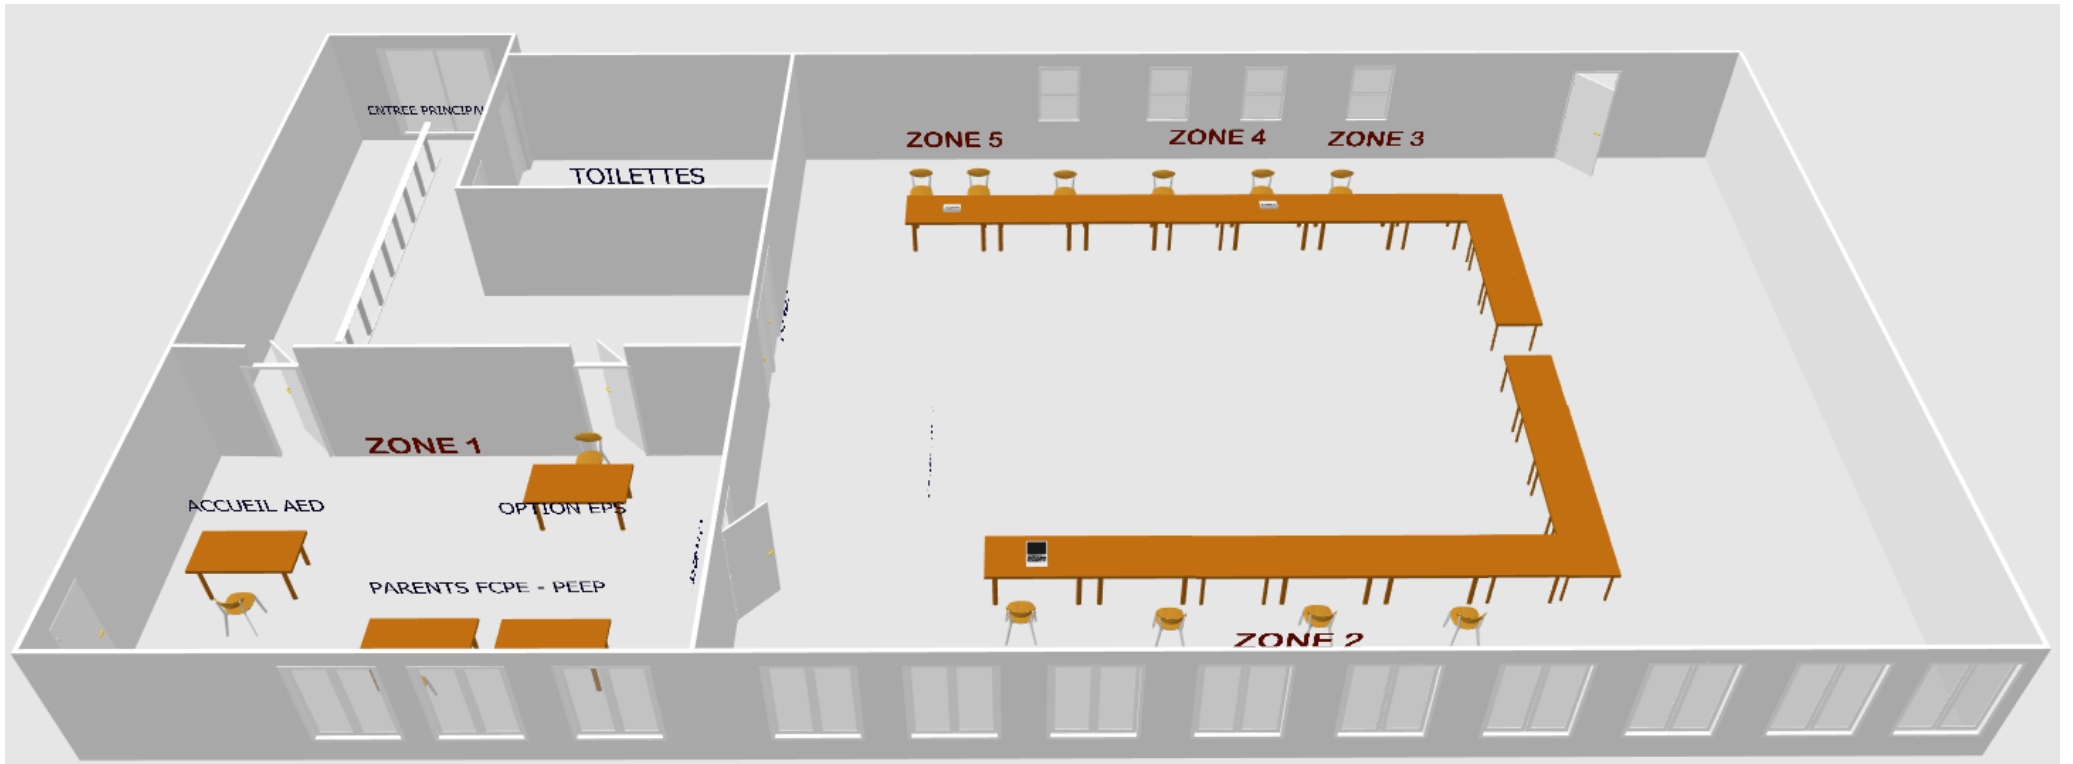 ENTREE PRINCIPA
ZONE 5
ZONE 4
ZONE 3
TOILETTES
ZONE 1
ACCUEIL AED
OPTION EPS
PARENTS FCPE - PEEP
ZONE 2